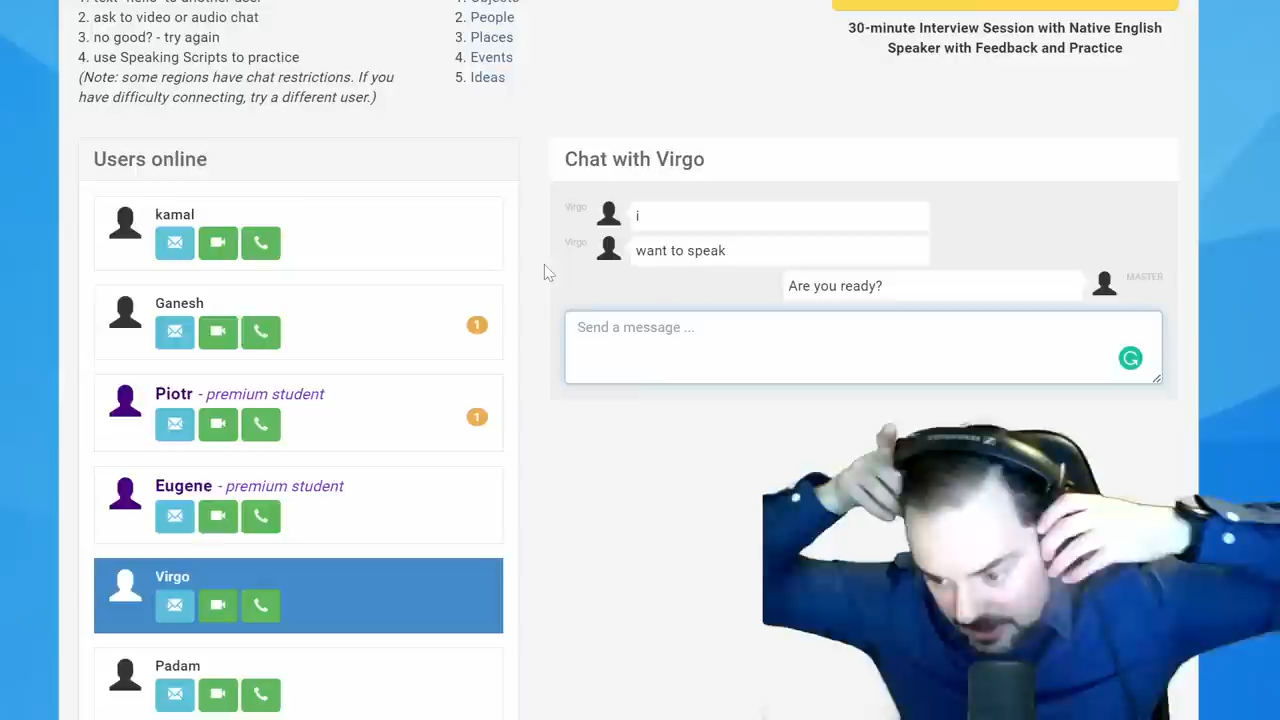 2. ask to video or audio chat
3. no good? - try again
4. use Speaking Scripts to practice
(Note: some regions have chat restrictions. If you
have difficulty connecting, try a different user.)
2. People
3. Places
4. Events
5. Ideas
30-minute Interview Session with Native English
Speaker with Feedback and Practice
Users online
kamal
Ganesh
1
Piotr - premium student
1
Eugene - premium student
Virgo
Padam
Chat with Virgo
Virgo
i
Virgo
want to speak
Are you ready?
MASTER
Send a message ...